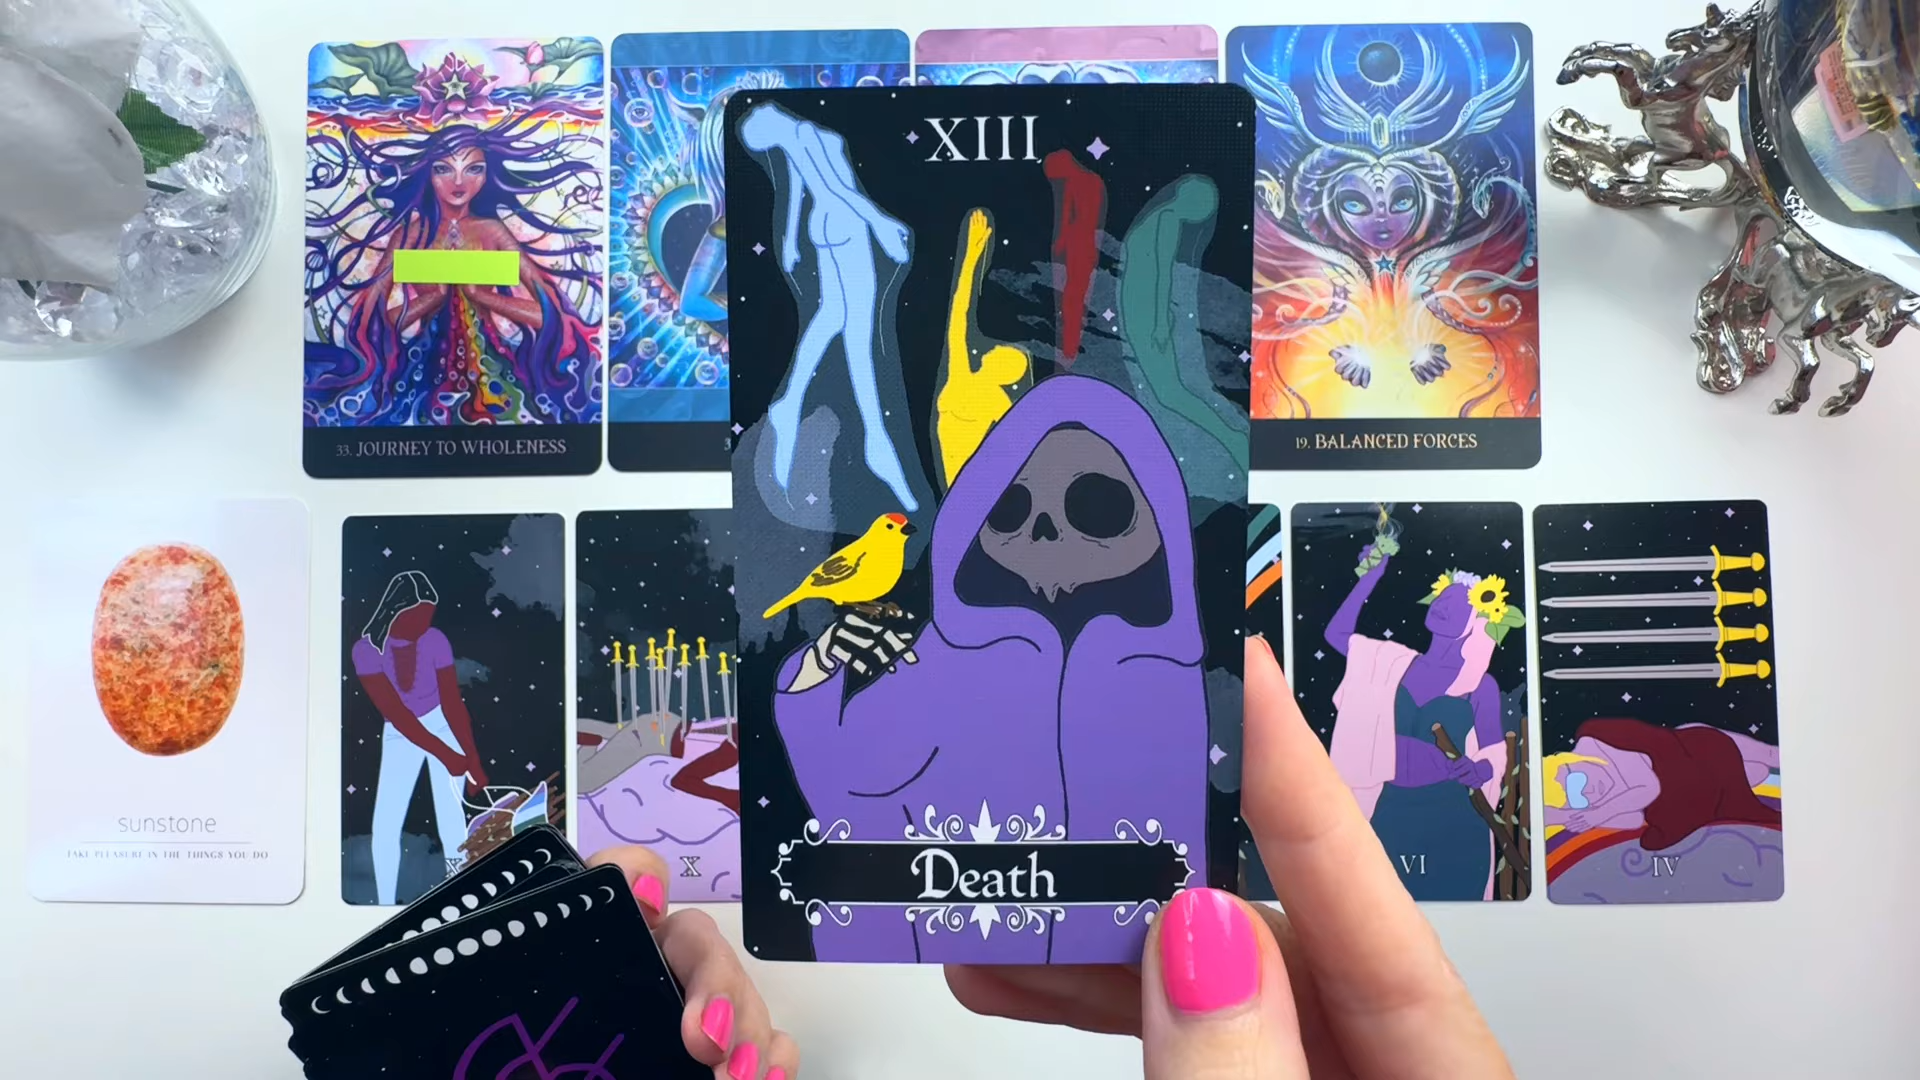 XIII
33. JOURNEY TO WHOLENESS
19. BALANCED FORCES
sunstone
TAKE PLEASURE IN THE THINGS YOU DO
X
X
Death
VI
IV